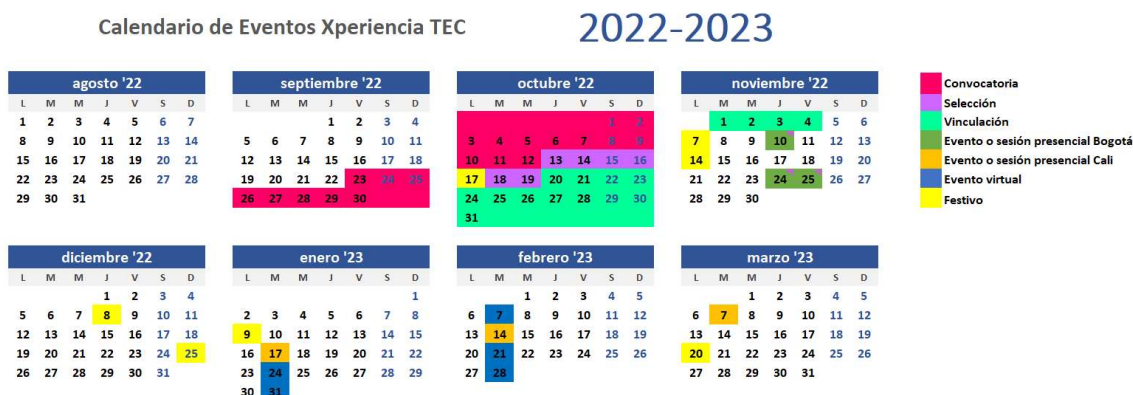 Calendario de Eventos Xperiencia TEC 2022-2023
agosto '22 septiembre '22 octubre '22 noviembre '22
L M M J V S D L M M J V S D L M M J V S D L M M J V S D
Convocatoria
1 2 3 4 5 6 7 1 2 3 4 1 2 1 2 3 4 5 6
Selección
Vinculación
8 9 10 11 12 13 14 5 6 7 8 9 10 11 3 4 5 6 7 8 9 7 8 9 10 11 12 13
Evento o sesión presencial Bogotá
15 16 17 18 19 20 21 12 13 14 15 16 17 18 10 11 12 13 14 15 16 14 15 16 17 18 19 20
Evento o sesión presencial Cali
22 23 24 25 26 27 28 19 20 21 22 23 24 25 17 18 19 20 21 22 23 21 22 23 24 25 26 27
Evento virtual
29 30 31 26 27 28 29 30 24 25 26 27 28 29 30 28 29 30
Festivo
31
diciembre '22 enero '23 febrero '23 marzo '23
L M M J V S D L M M J V S D L M M J V S D L M M J V S D
1 2 3 4 1 1 2 3 4 5 1 2 3 4 5
5 6 7 8 9 10 11 2 3 4 5 6 7 8 6 7 8 9 10 11 12 6 7 8 9 10 11 12
12 13 14 15 16 17 18 9 10 11 12 13 14 15 13 14 15 16 17 18 19 13 14 15 16 17 18 19
19 20 21 22 23 24 25 16 17 18 19 20 21 22 20 21 22 23 24 25 26 20 21 22 23 24 25 26
26 27 28 29 30 31 23 24 25 26 27 28 29 27 28 27 28 29 30 31
30 31